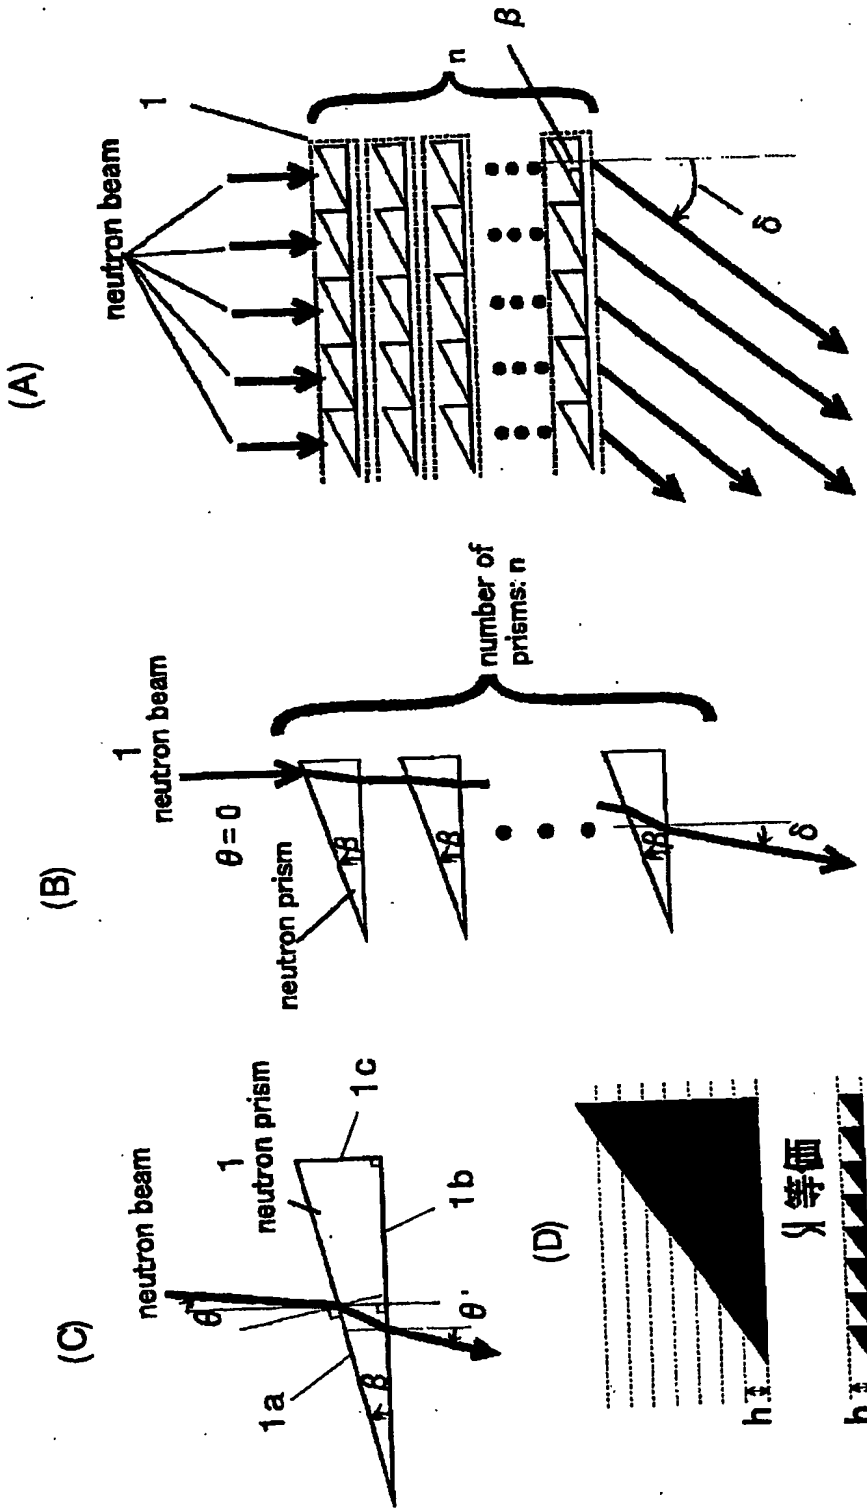 (A)
neutron beam
1
n
β
δ
(B)
1
neutron beam
θ = 0
neutron prism
β
β
β
number of
prisms: n
δ
(C)
neutron beam
θ
1
neutron prism
1a
1b
1c
β
θ'
(D)
h
等価
h